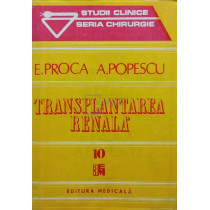 STUDII CLINICE
SERIA CHIRURGIE
E. PROCA A. POPESCU
TRANSPLANTAREA
RENALĂ
10
EDITURA MEDICALĂ